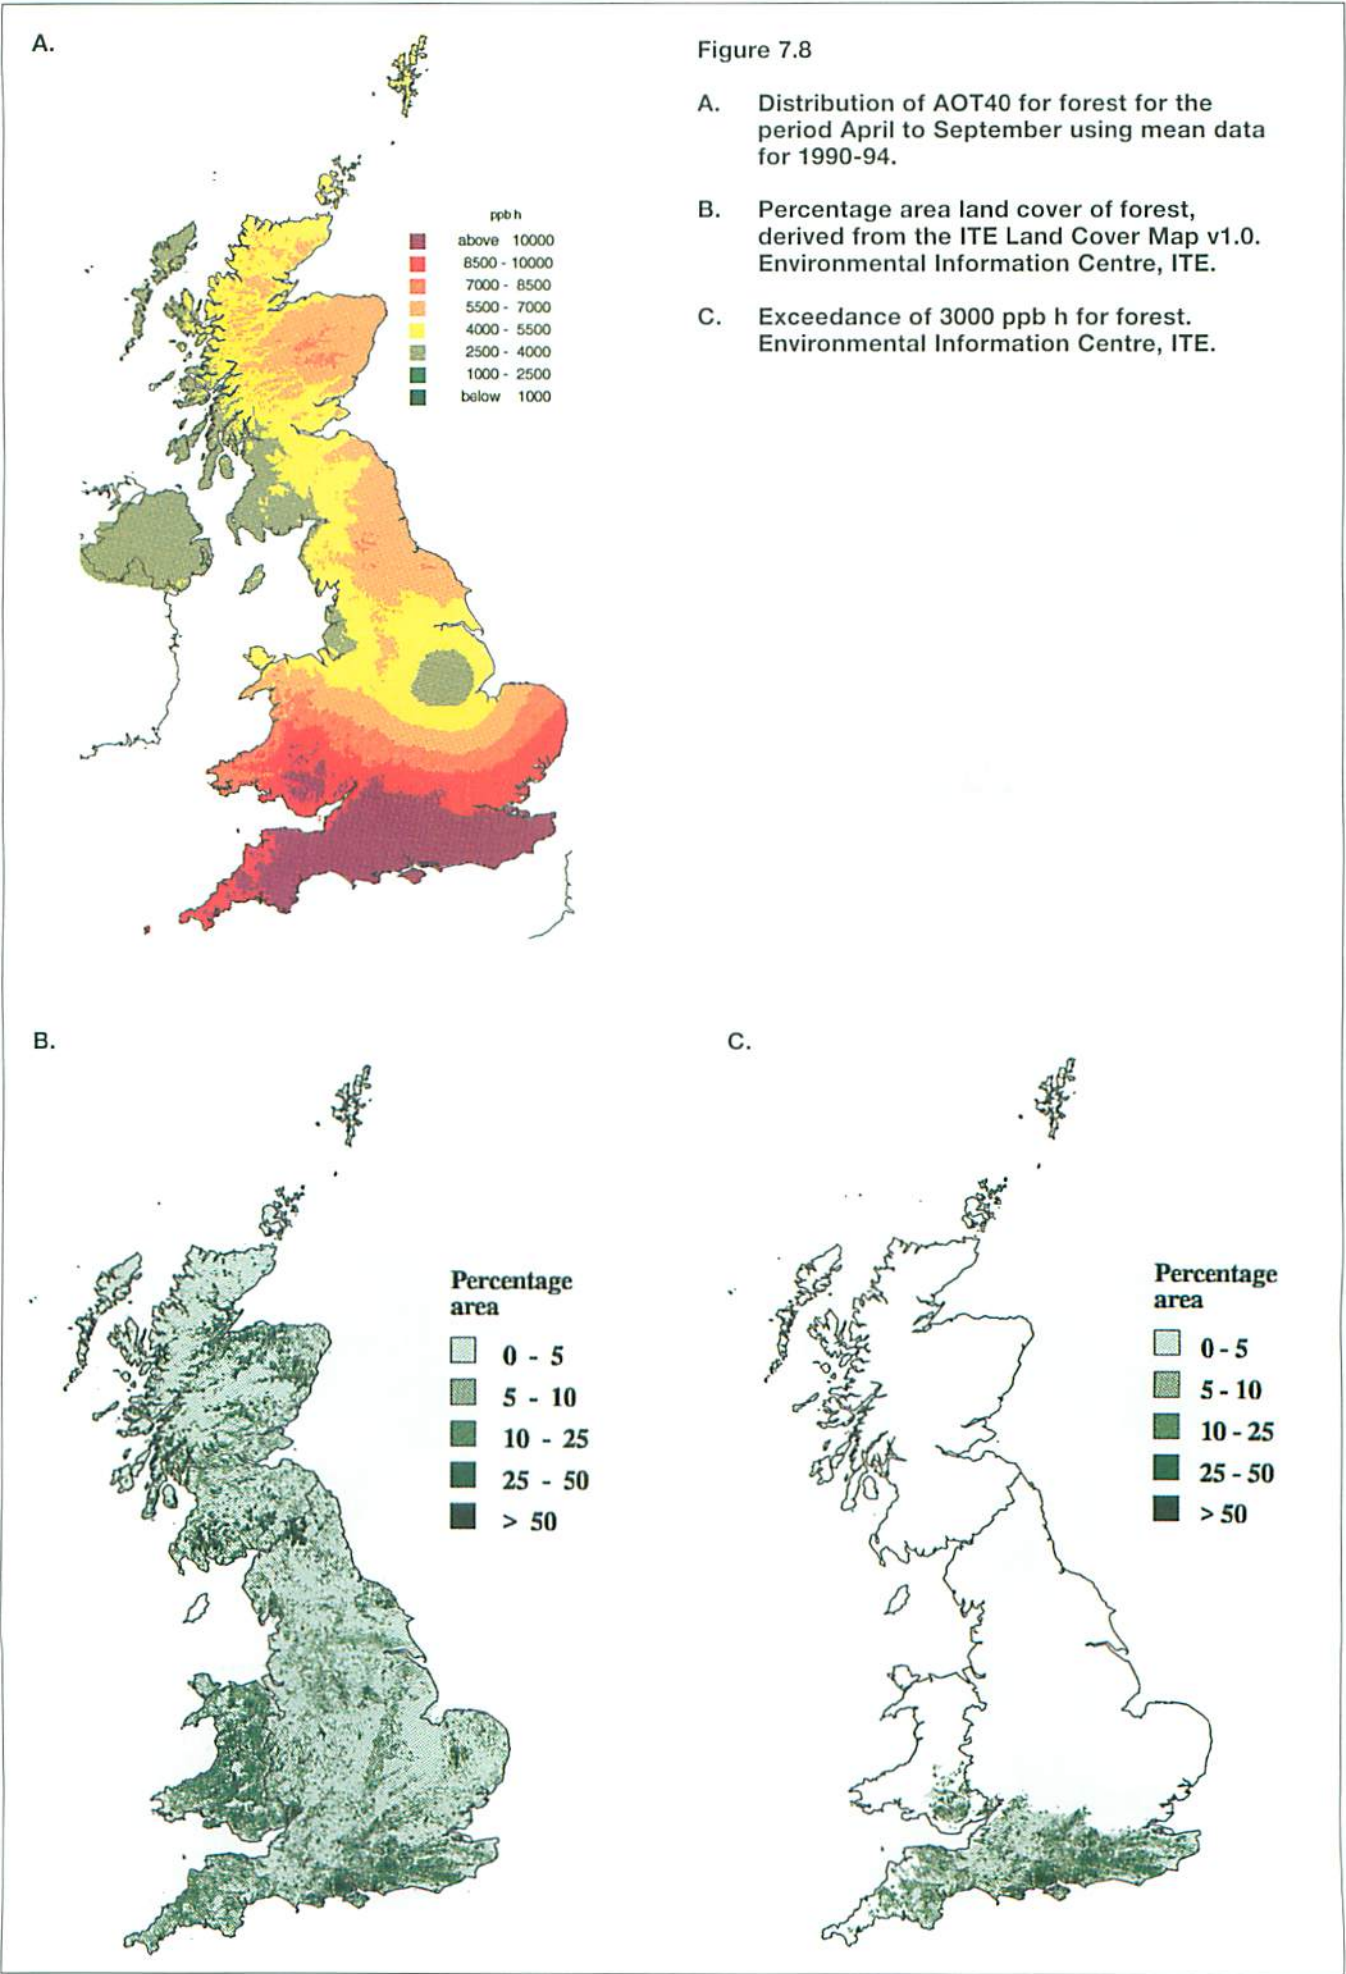 A.
Figure 7.8
A. Distribution of AOT40 for forest for the
period April to September using mean data
for 1990-94.
B. Percentage area land cover of forest,
derived from the ITE Land Cover Map v1.0.
Environmental Information Centre, ITE.
C. Exceedance of 3000 ppb h for forest.
Environmental Information Centre, ITE.
ppb h
above 10000
8500 - 10000
7000 - 8500
5500 - 7000
4000 - 5500
2500 - 4000
1000 - 2500
below 1000
B.
Percentage
area
0 - 5
5 - 10
10 - 25
25 - 50
> 50
C.
Percentage
area
0 - 5
5 - 10
10 - 25
25 - 50
> 50